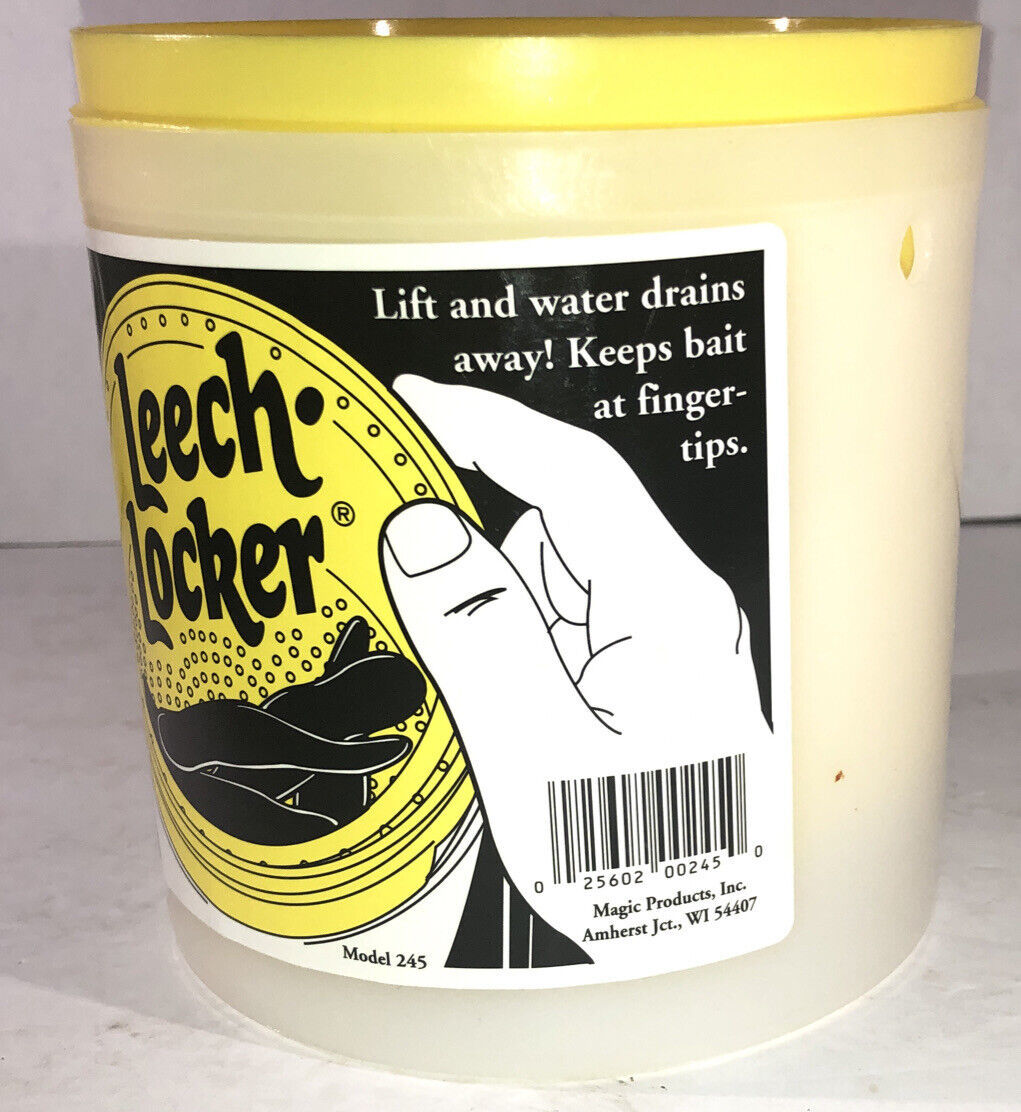 Lift and water drains
away! Keeps bait
at finger-
tips.
Leech
Locker®
0 25602 00245 0
Magic Products, Inc.
Amherst Jct., WI 54407
Model 245